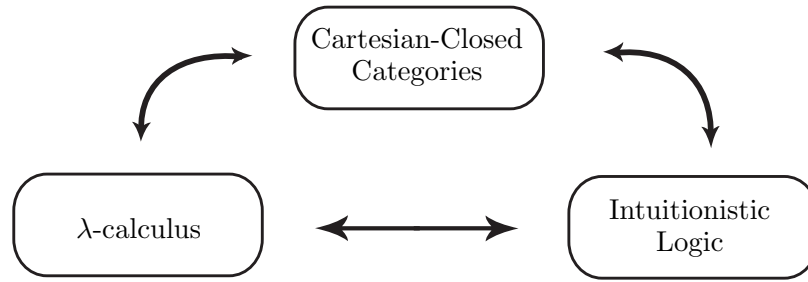 Cartesian-Closed
Categories
λ-calculus
Intuitionistic
Logic